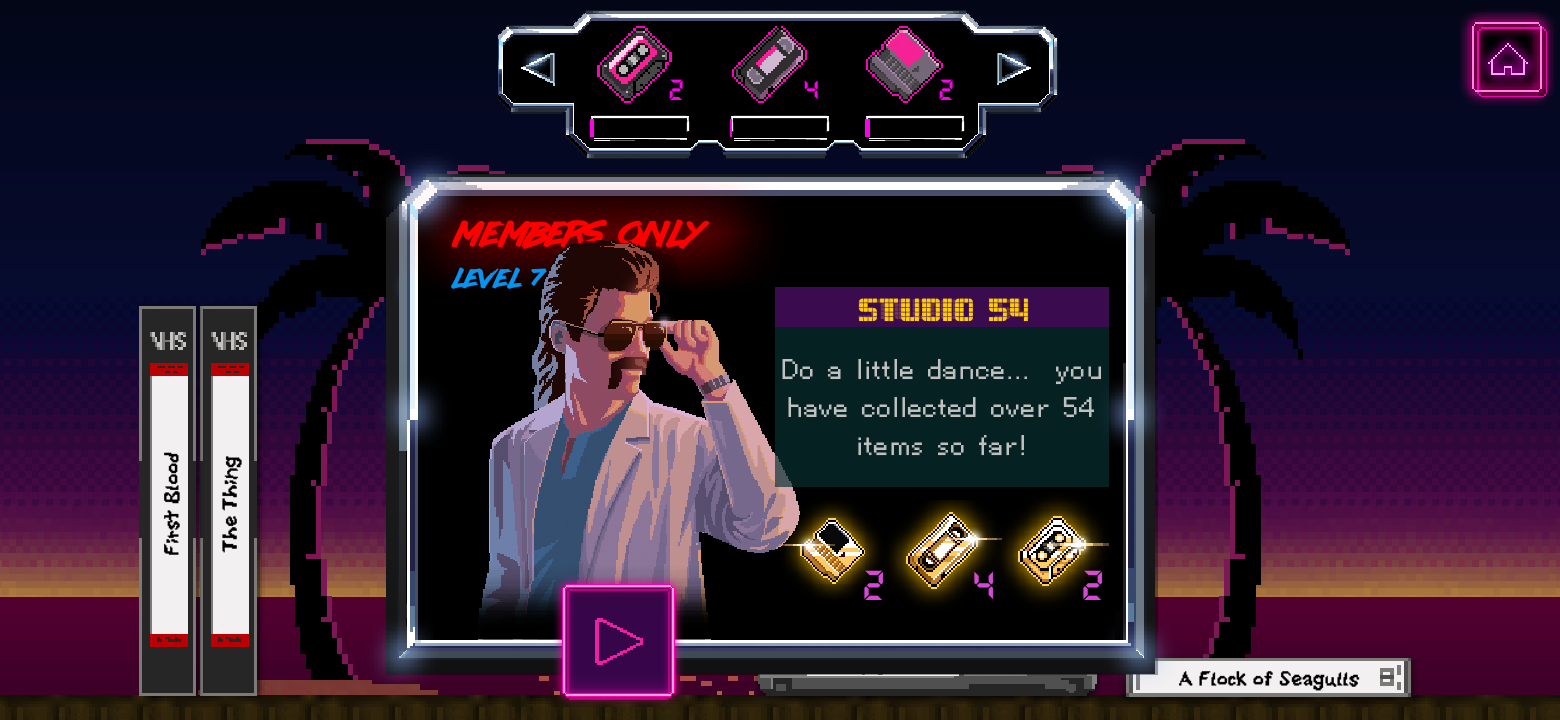 2
4
2
MEMBERS ONLY
LEVEL 7
STUDIO 54
Do a little dance... you
have collected over 54
items so far!
2
4
2
VHS
First Blood
VHS
The Thing
A Flock of Seagulls